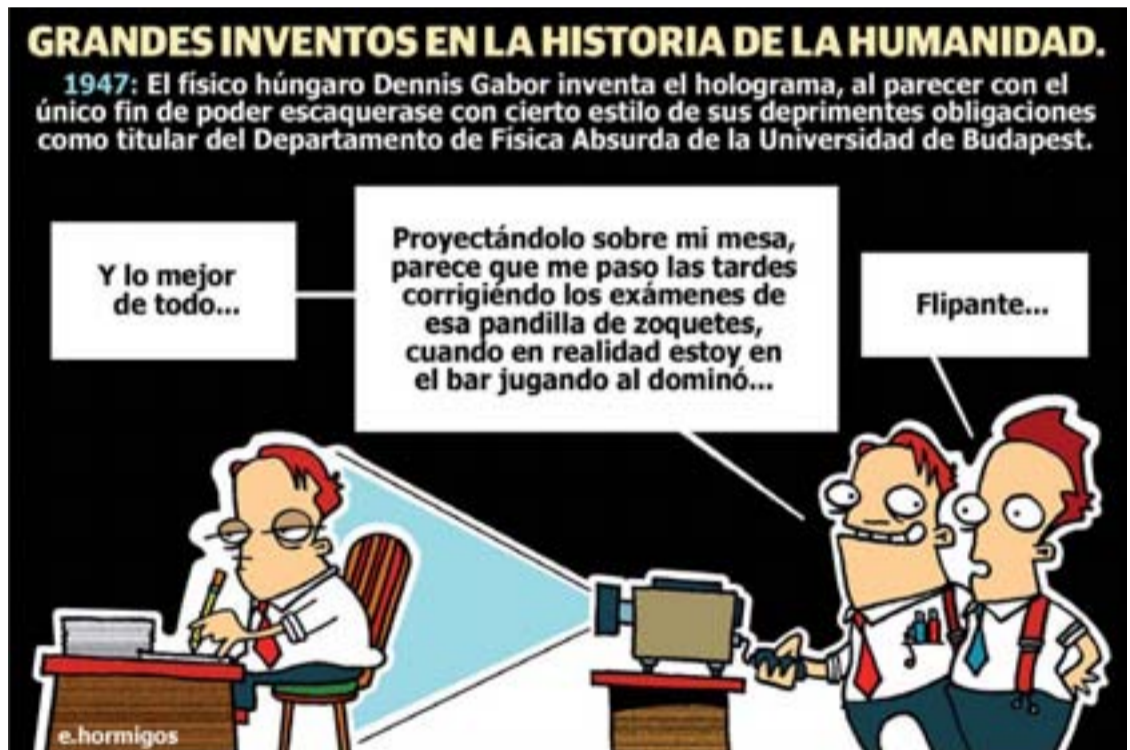 GRANDES INVENTOS EN LA HISTORIA DE LA HUMANIDAD.
1947: El físico húngaro Dennis Gabor inventa el holograma, al parecer con el
único fin de poder escaquerase con cierto estilo de sus deprimentes obligaciones
como titular del Departamento de Física Absurda de la Universidad de Budapest.
Y lo mejor
de todo...
Proyectándolo sobre mi mesa,
parece que me paso las tardes
corrigiéndo los exámenes de
esa pandilla de zoquetes,
cuando en realidad estoy en
el bar jugando al dominó...
Flipante...
e.hormigos